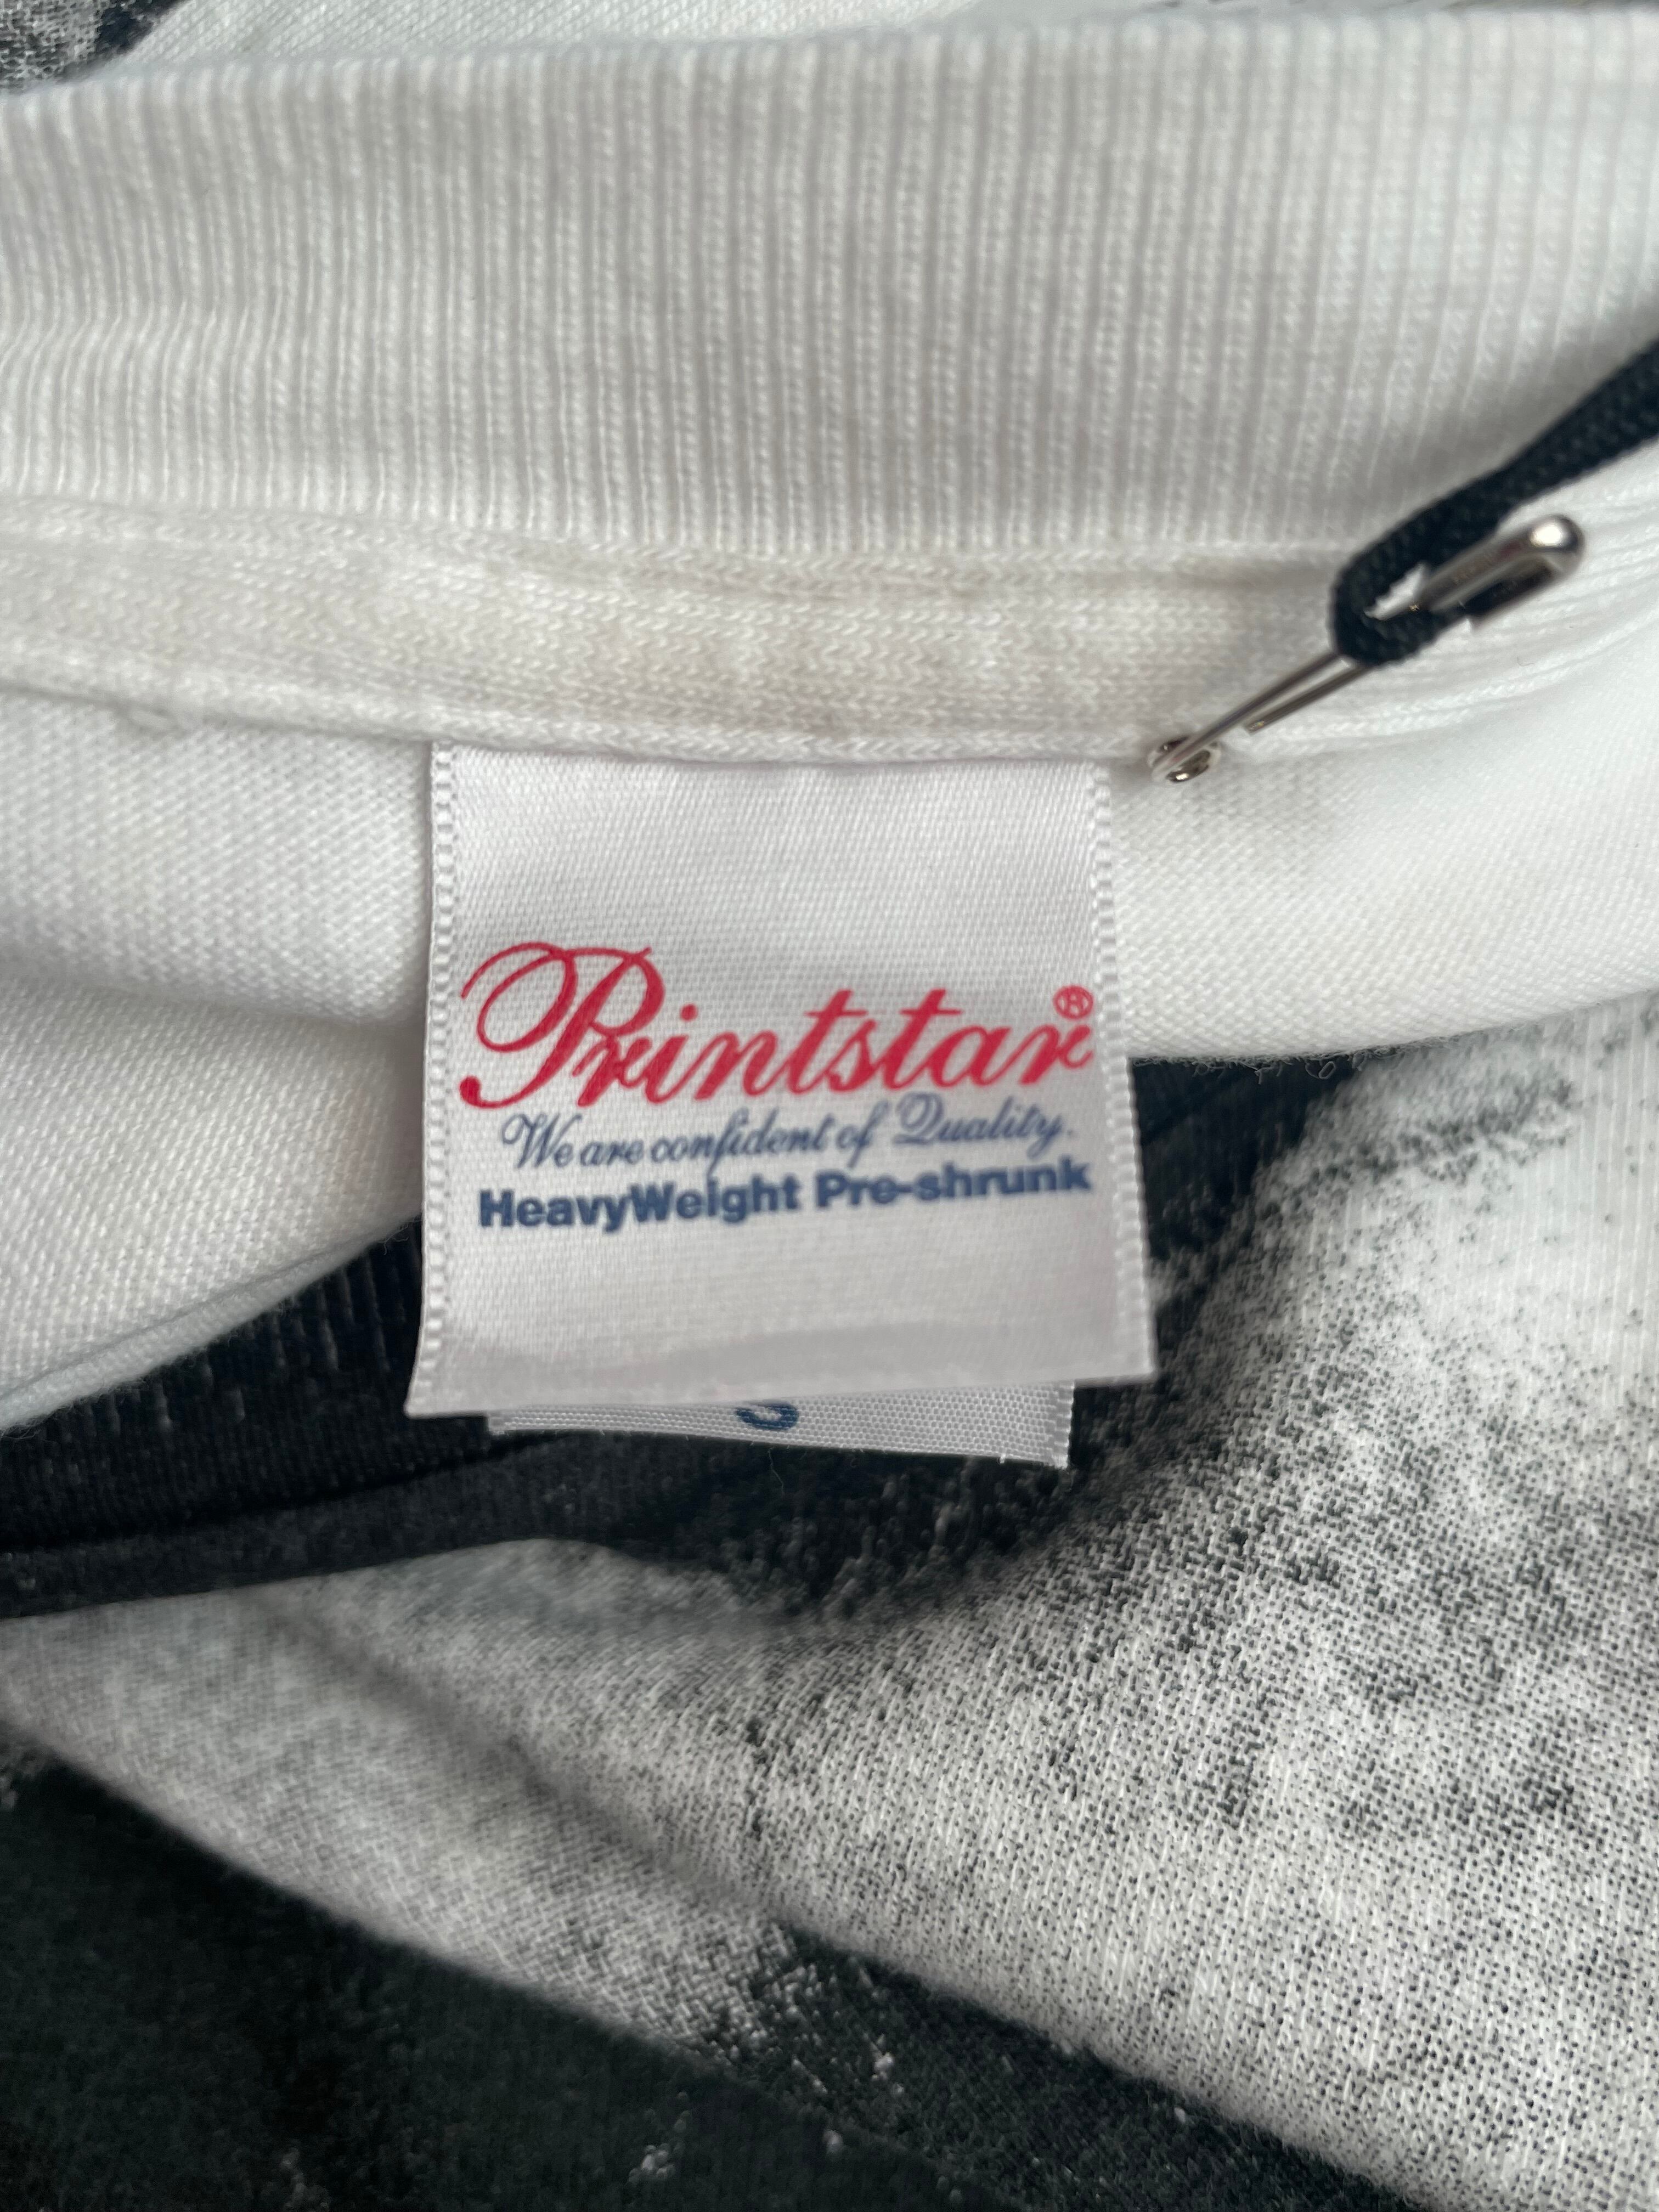 Printstar®
We are confident of Quality.
HeavyWeight Pre-shrunk